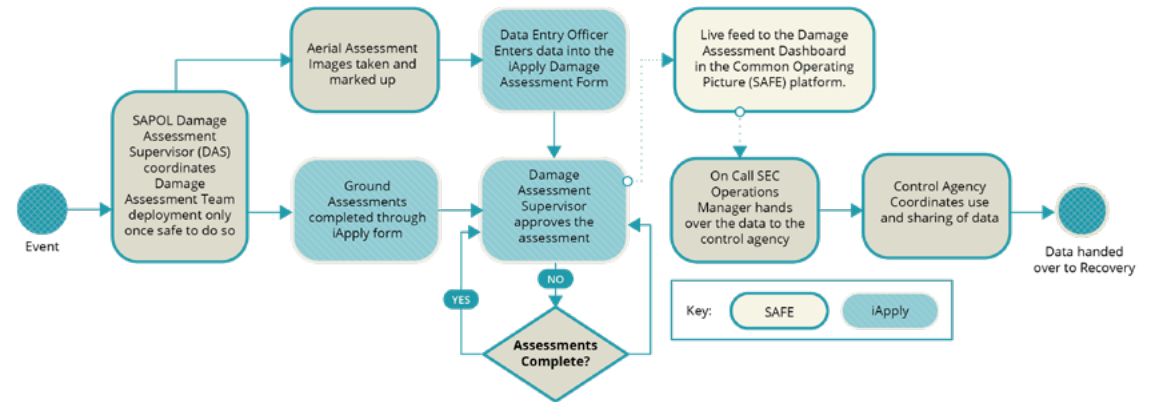 Event
SAPOL Damage
Assessment
Supervisor (DAS)
coordinates
Damage
Assessment Team
deployment only
once safe to do so
Aerial Assessment
Images taken and
marked up
Data Entry Officer
Enters data into the
iApply Damage
Assessment Form
Ground
Assessments
completed through
iApply form
Damage
Assessment
Supervisor
approves the
assessment
NO
YES
Assessments
Complete?
Live feed to the Damage
Assessment Dashboard
in the Common Operating
Picture (SAFE) platform.
On Call SEC
Operations
Manager hands
over the data to the
control agency
Control Agency
Coordinates use
and sharing of data
Data handed
over to Recovery
Key:
SAFE
iApply